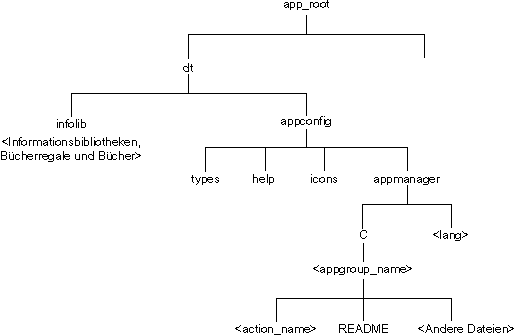 app_root
dt
infolib
appconfig
<Informationsbibliotheken,
Bücherregale und Bücher>
types
help
icons
appmanager
C
<lang>
<appgroup_name>
<action_name>
README
<Andere Dateien>